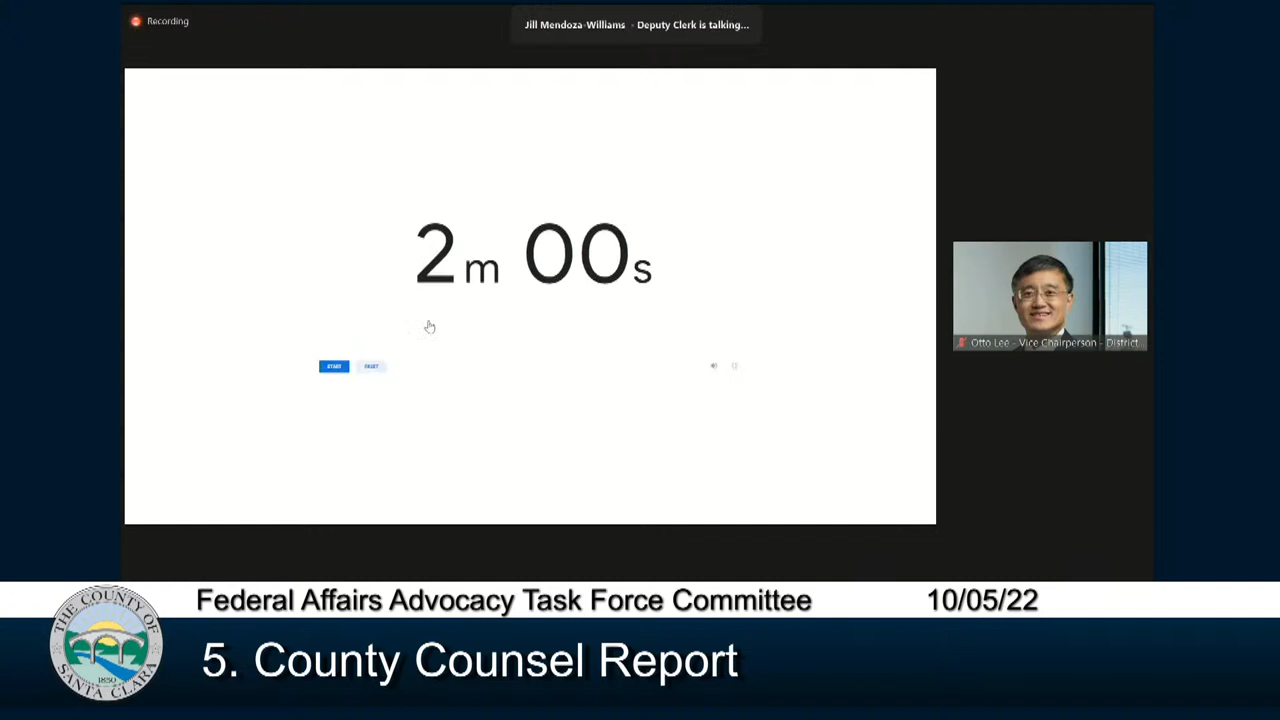 Recording
Jill Mendoza-Williams - Deputy Clerk is talking...
2m 00s
START RESET
Otto Lee - Vice Chairperson - District...
Federal Affairs Advocacy Task Force Committee 10/05/22
5. County Counsel Report
THE COUNTY OF
SANTA CLARA
1850